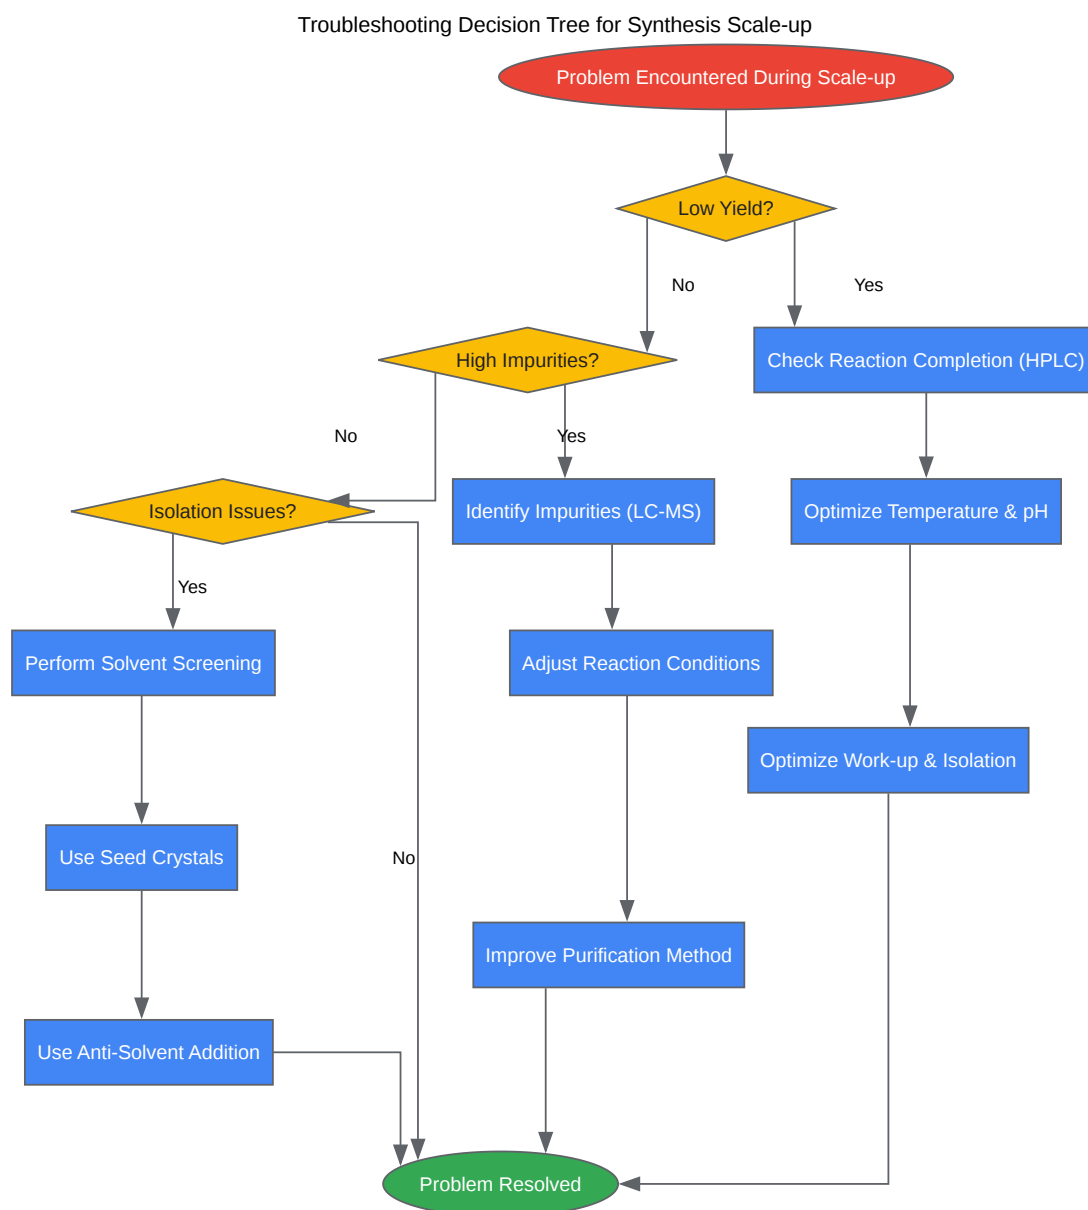 Troubleshooting Decision Tree for Synthesis Scale-up
Problem Encountered During Scale-up
Low Yield?
No
Yes
High Impurities?
Check Reaction Completion (HPLC)
No
Yes
Isolation Issues?
Identify Impurities (LC-MS)
Optimize Temperature & pH
Yes
Perform Solvent Screening
Adjust Reaction Conditions
Optimize Work-up & Isolation
Use Seed Crystals
No
Improve Purification Method
Use Anti-Solvent Addition
Problem Resolved